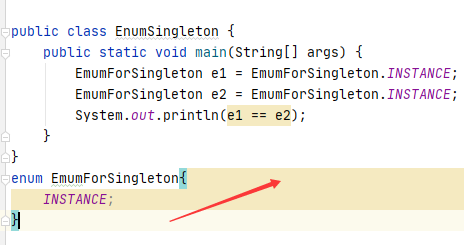 public class EnumSingleton {
    public static void main(String[] args) {
        EmumForSingleton e1 = EmumForSingleton.INSTANCE;
        EmumForSingleton e2 = EmumForSingleton.INSTANCE;
        System.out.println(e1 == e2);
    }
}
enum EmumForSingleton{
    INSTANCE;
}